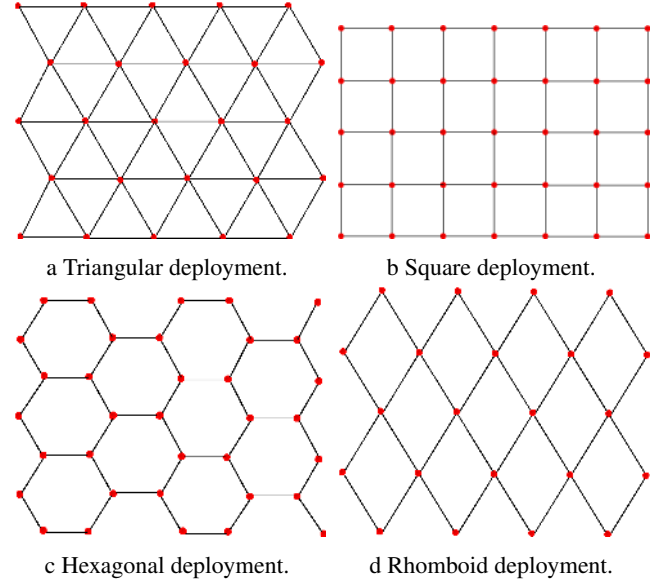 a Triangular deployment.
b Square deployment.
c Hexagonal deployment.
d Rhomboid deployment.